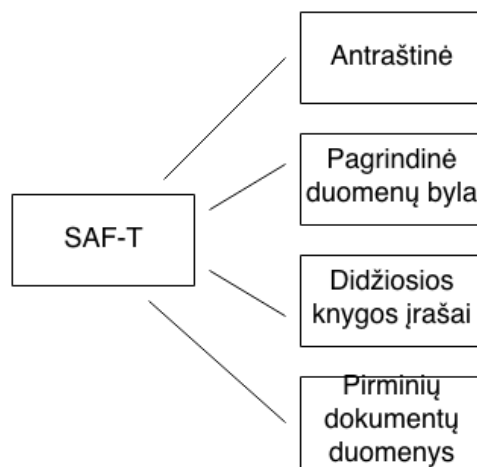 Antraštinė
Pagrindinė
duomenų byla
SAF-T
Didžiosios
knygos įrašai
Pirminių
dokumentų
duomenys